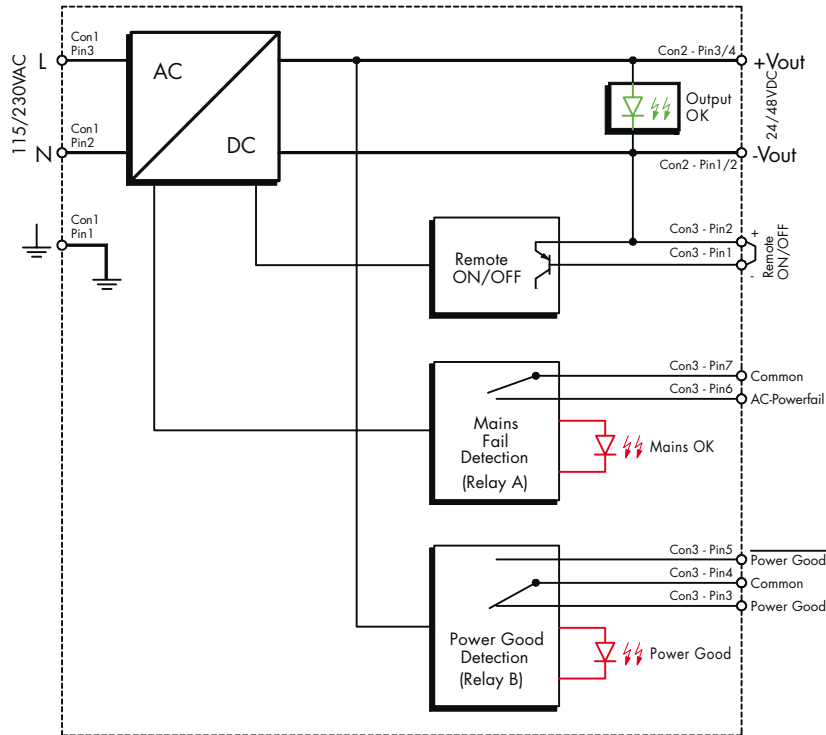 115/230VAC
L
Con1
Pin3
N
Con1
Pin2
Con1
Pin1
AC
DC
Con2 - Pin3/4
+Vout
Output
OK
24/48VDC
-Vout
Con2 - Pin1/2
Remote
ON/OFF
Con3 - Pin2
+
Con3 - Pin1
-
Remote
ON/OFF
Mains
Fail
Detection
(Relay A)
Con3 - Pin7
Common
Con3 - Pin6
AC-Powerfail
Mains OK
Power Good
Detection
(Relay B)
Con3 - Pin5
Power Good
Con3 - Pin4
Common
Con3 - Pin3
Power Good
Power Good